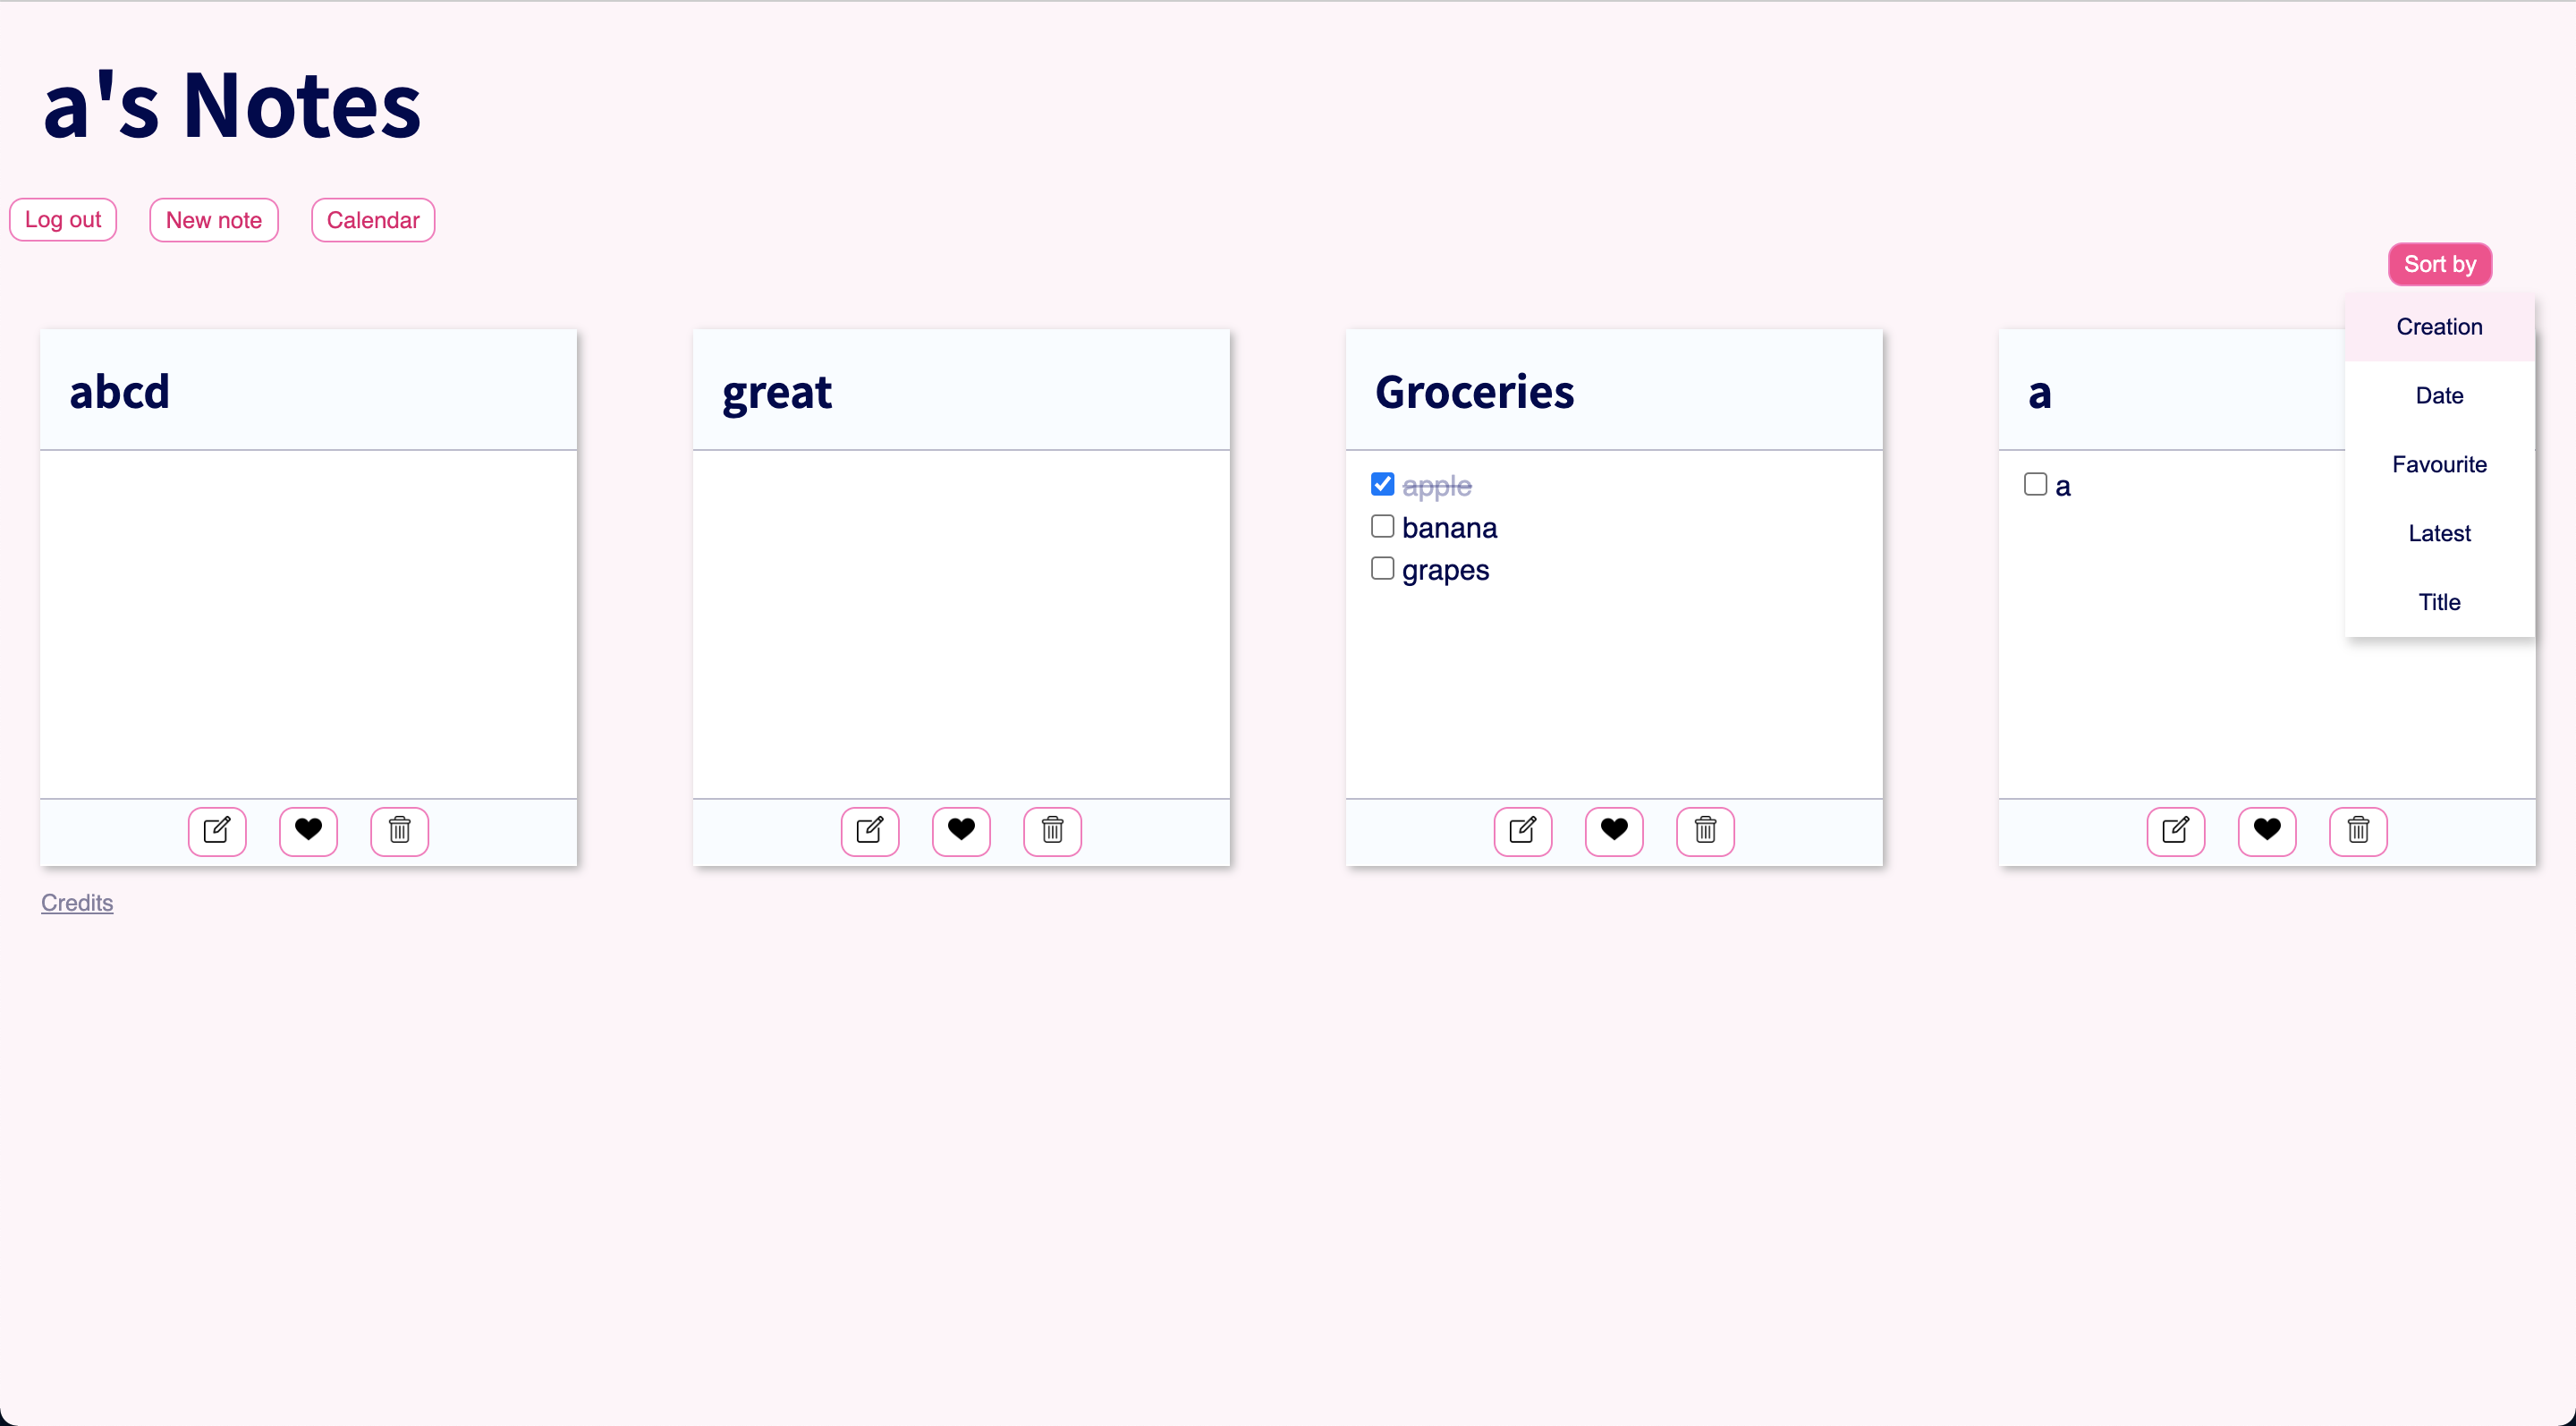 a's Notes
Log out New note Calendar
Sort by
Creation
Date
Favourite
Latest
Title
abcd
great
Groceries
apple
banana
grapes
a
a
Credits